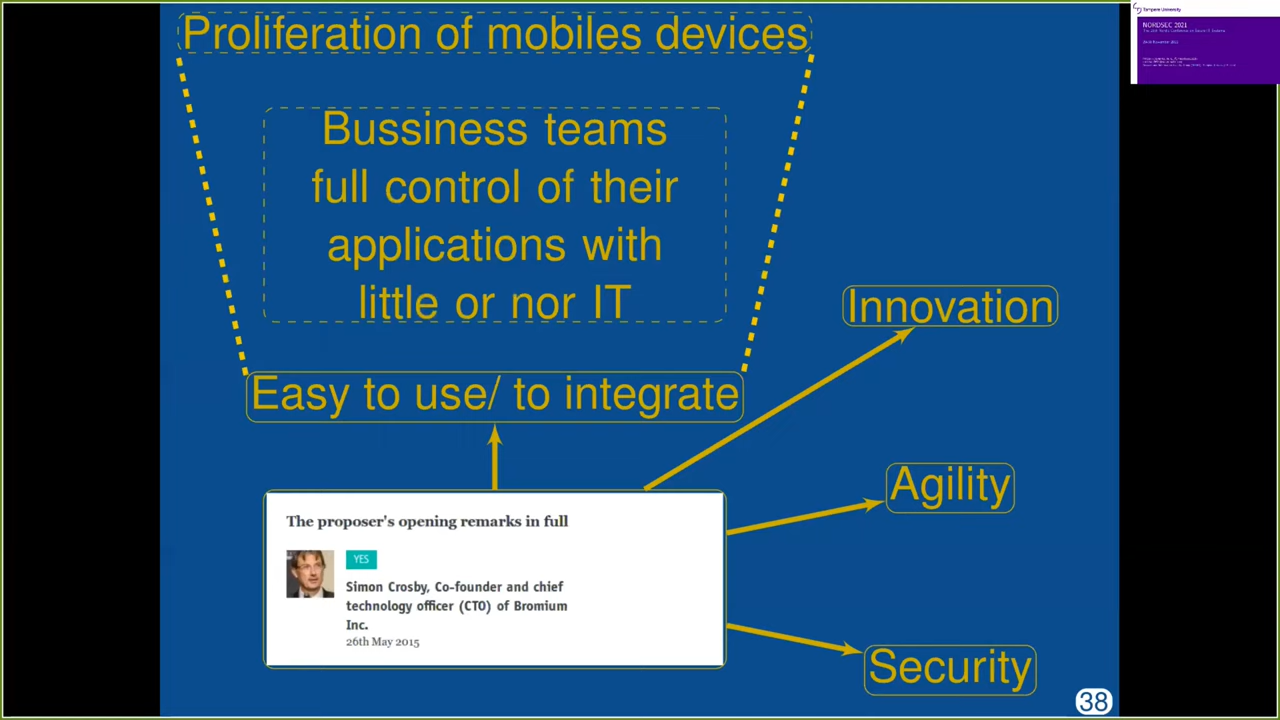 Proliferation of mobiles devices
Bussiness teams
full control of their
applications with
little or nor IT
Easy to use/ to integrate
Innovation
Agility
Security
The proposer's opening remarks in full
YES
Simon Crosby, Co-founder and chief
technology officer (CTO) of Bromium
Inc.
26th May 2015
38
Tampere University
NORDSEC 2021